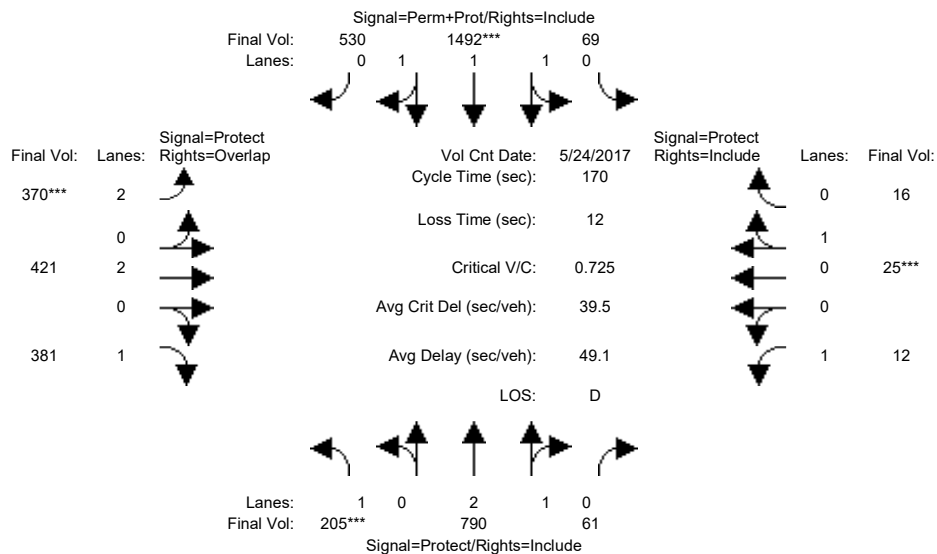 Signal=Perm+Prot/Rights=Include
Final Vol: 530 1492*** 69
Lanes: 0 1 1 1 0
Signal=Protect
Final Vol: Lanes: Rights=Overlap
Vol Cnt Date: 5/24/2017
Signal=Protect
Rights=Include Lanes: Final Vol:
Cycle Time (sec): 170
370*** 2
0 16
Loss Time (sec): 12
0
1
421 2
Critical V/C: 0.725
0 25***
0
Avg Crit Del (sec/veh): 39.5
0
381 1
Avg Delay (sec/veh): 49.1
1 12
LOS: D
Lanes: 1 0 2 1 0
Final Vol: 205*** 790 61
Signal=Protect/Rights=Include